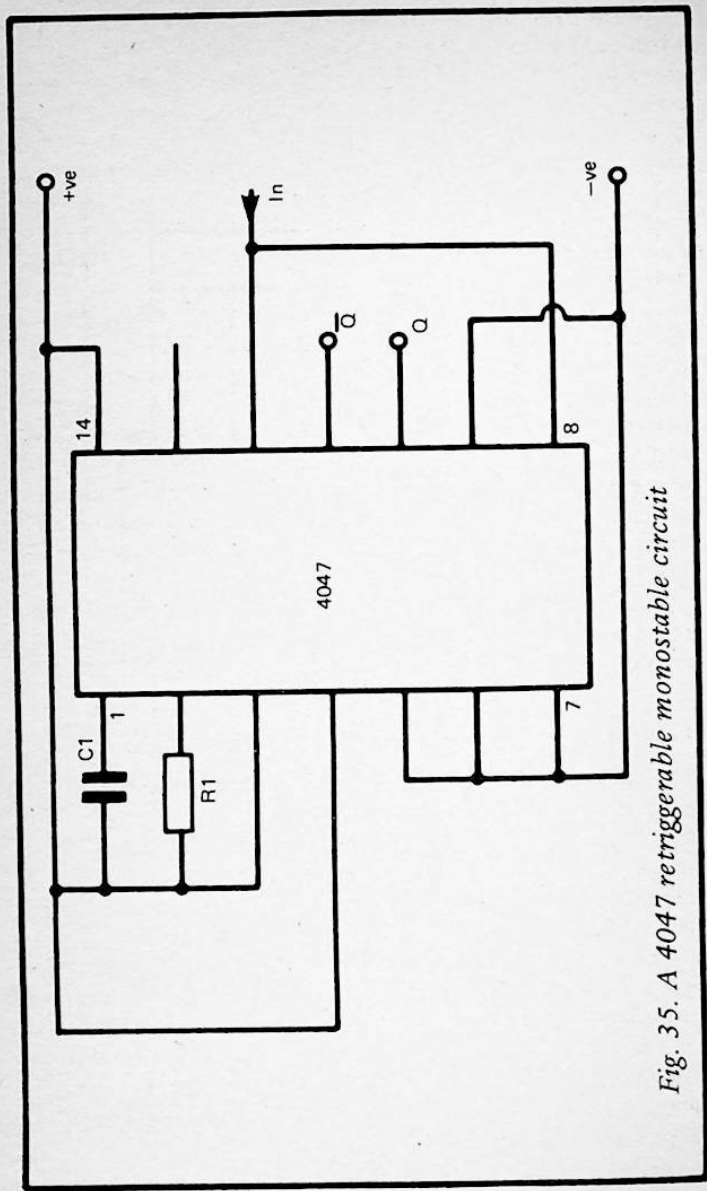 +ve
14
C1
1
In
R1
4047
Q
Q
7
8
−ve
Fig. 35. A 4047 retriggerable monostable circuit